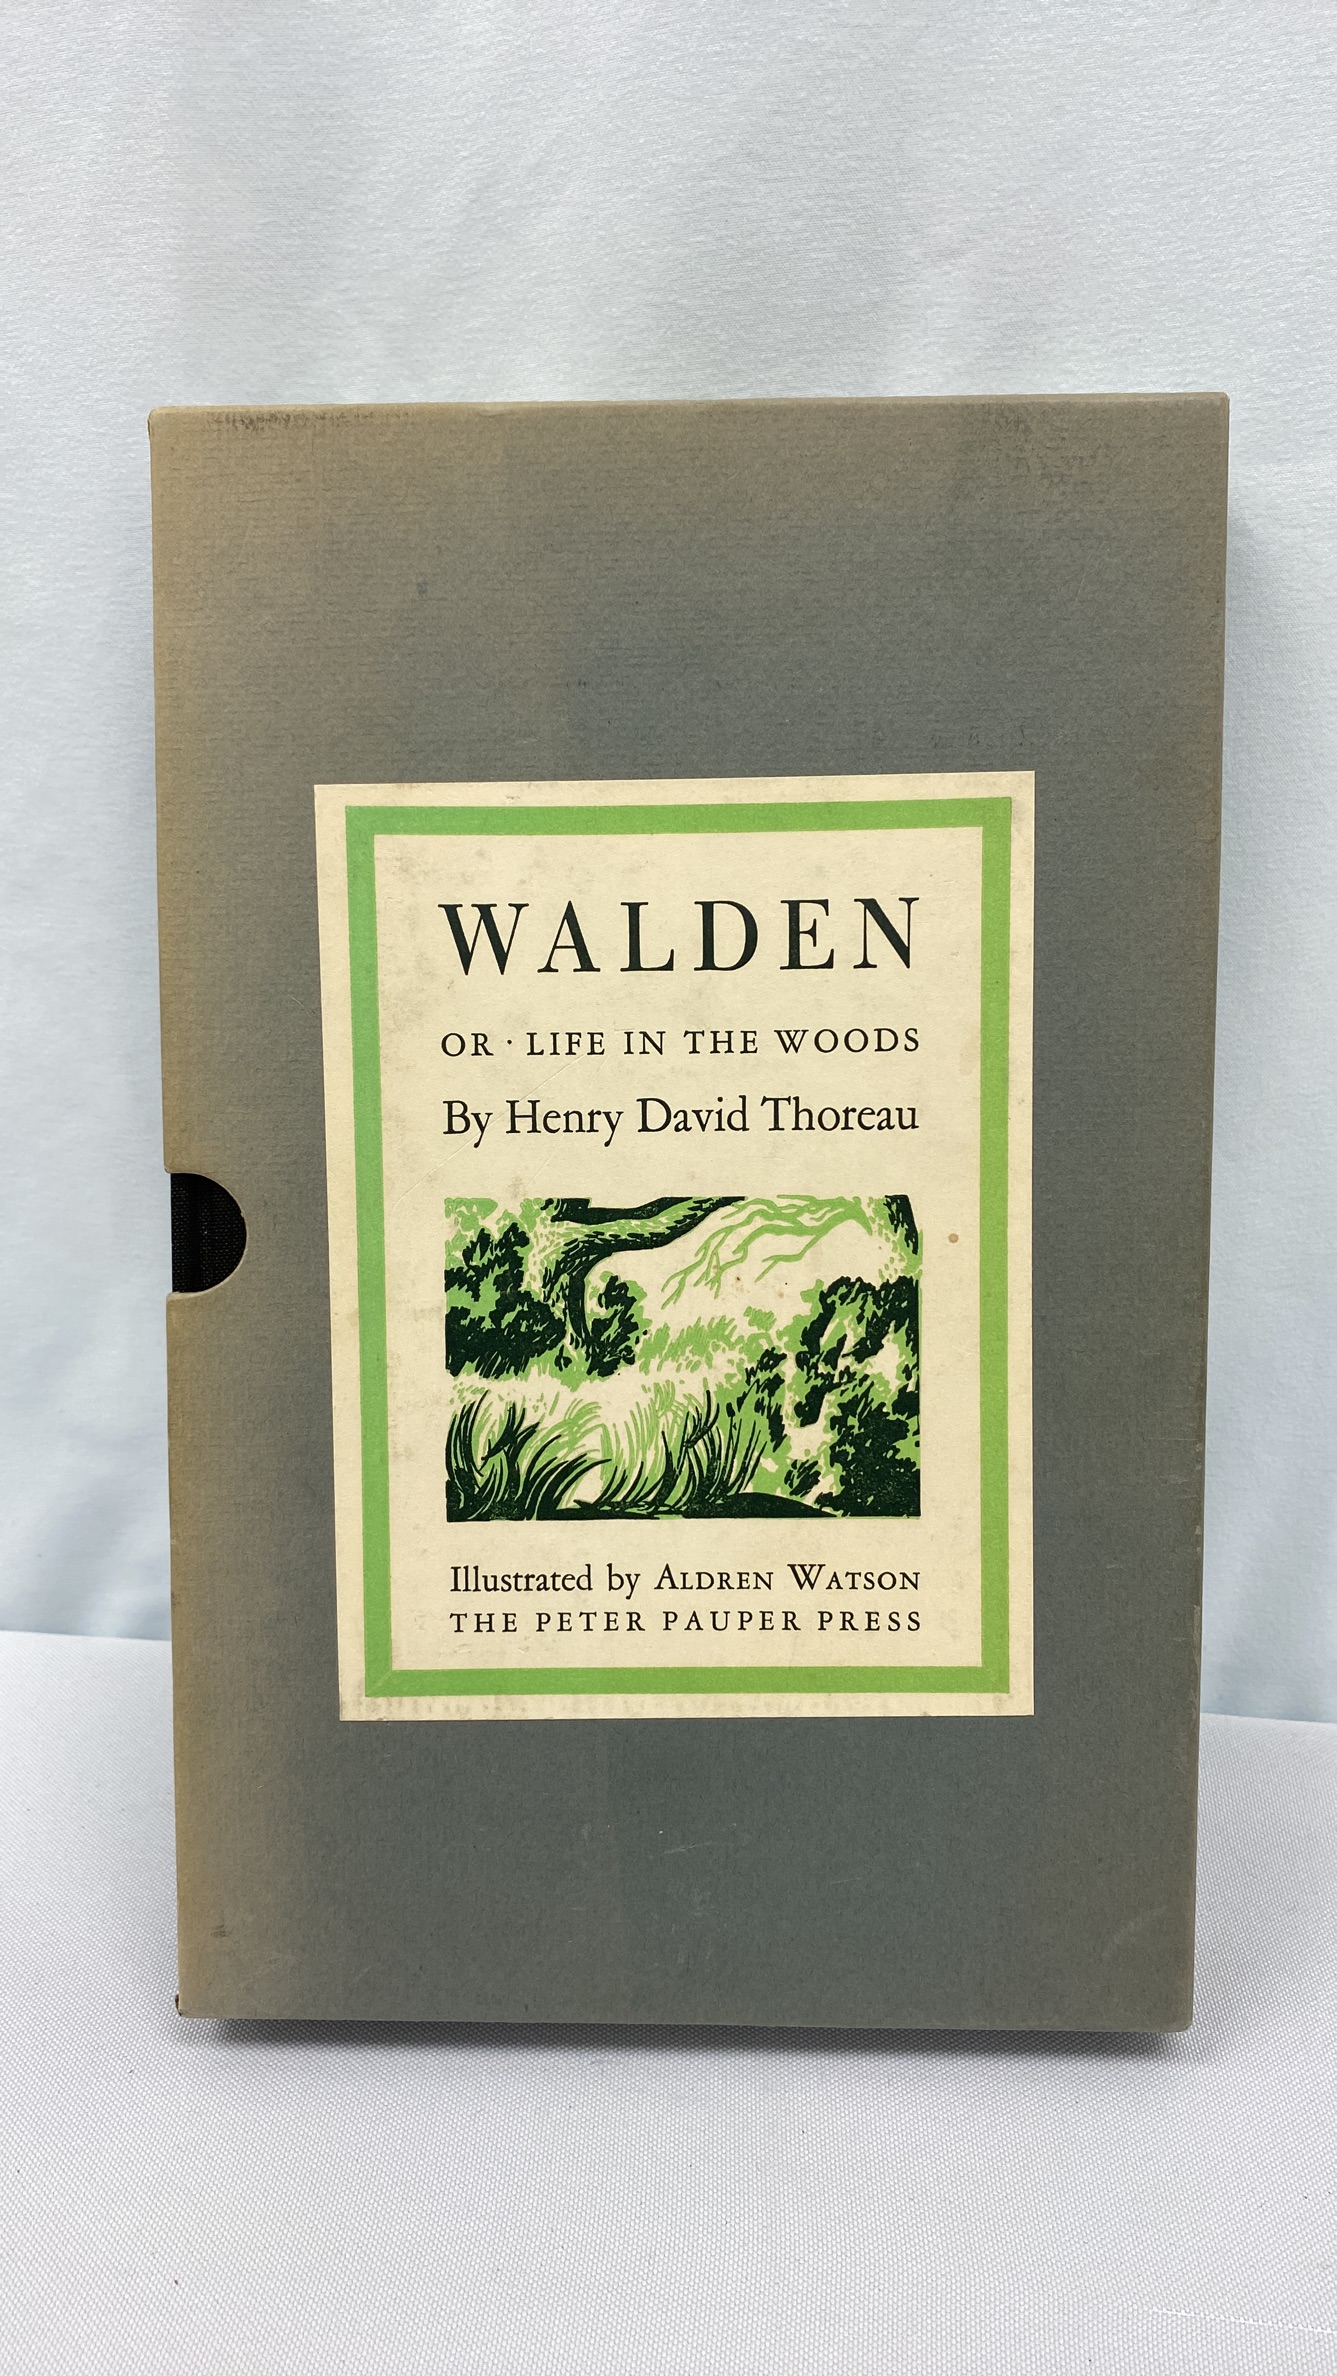 WALDEN
OR · LIFE IN THE WOODS
By Henry David Thoreau
Illustrated by ALDREN WATSON
THE PETER PAUPER PRESS